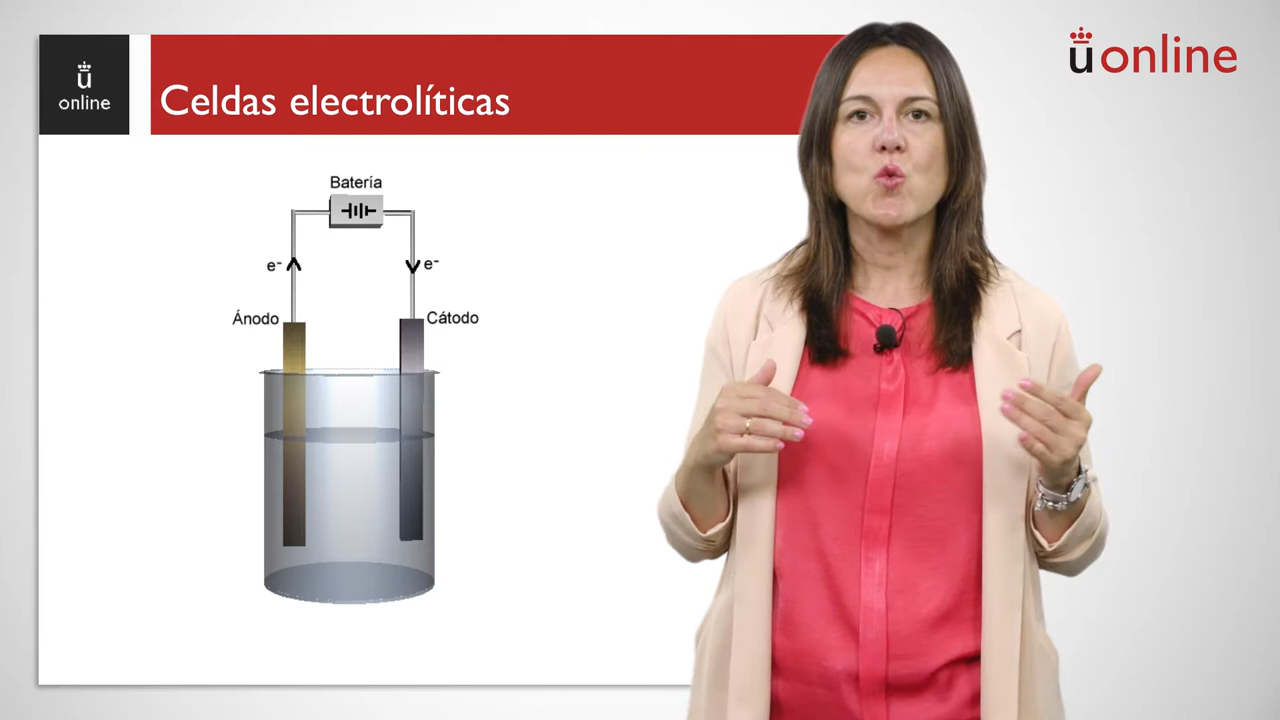 ü
online
Celdas electrolíticas
üonline
Batería
e⁻
e⁻
Ánodo
Cátodo